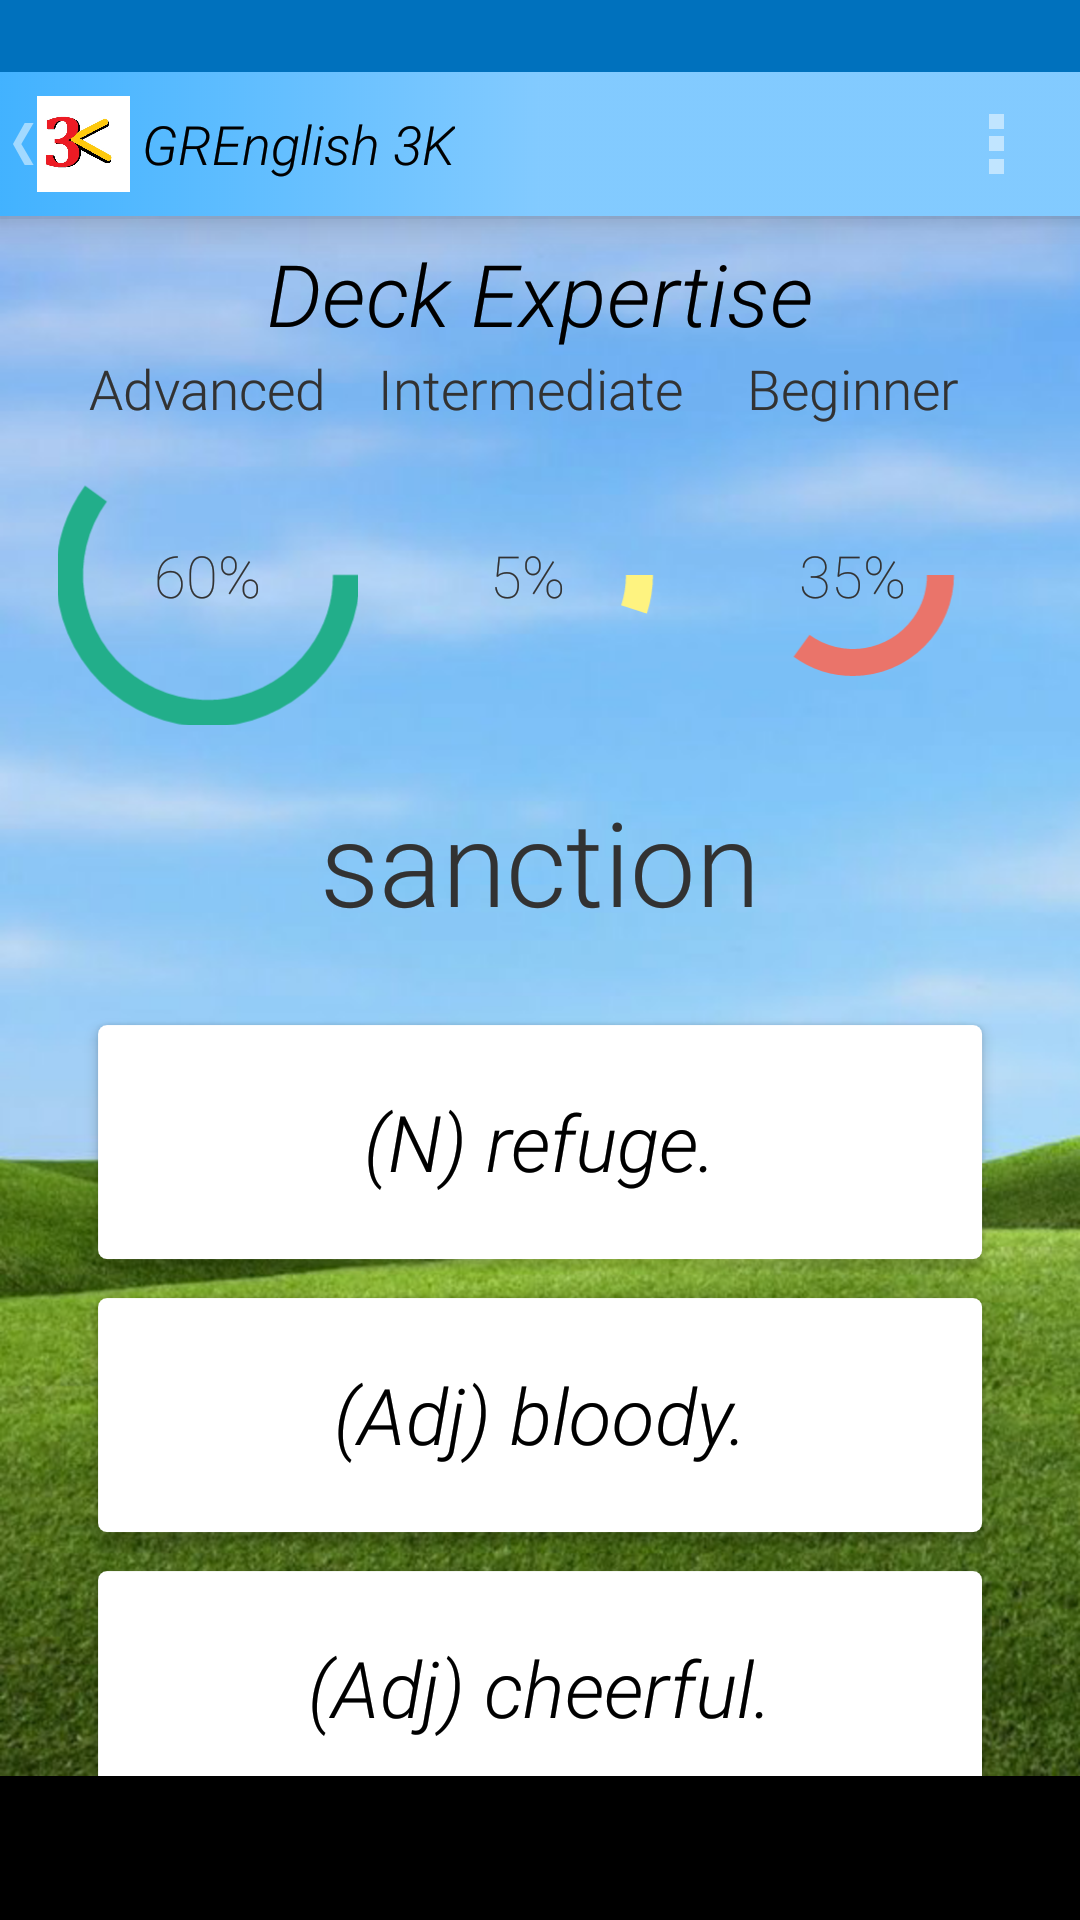 3K
GREnglish 3K
Deck Expertise
Advanced Intermediate Beginner
60% 5% 35%
sanction
(N) refuge.
(Adj) bloody.
(Adj) cheerful.